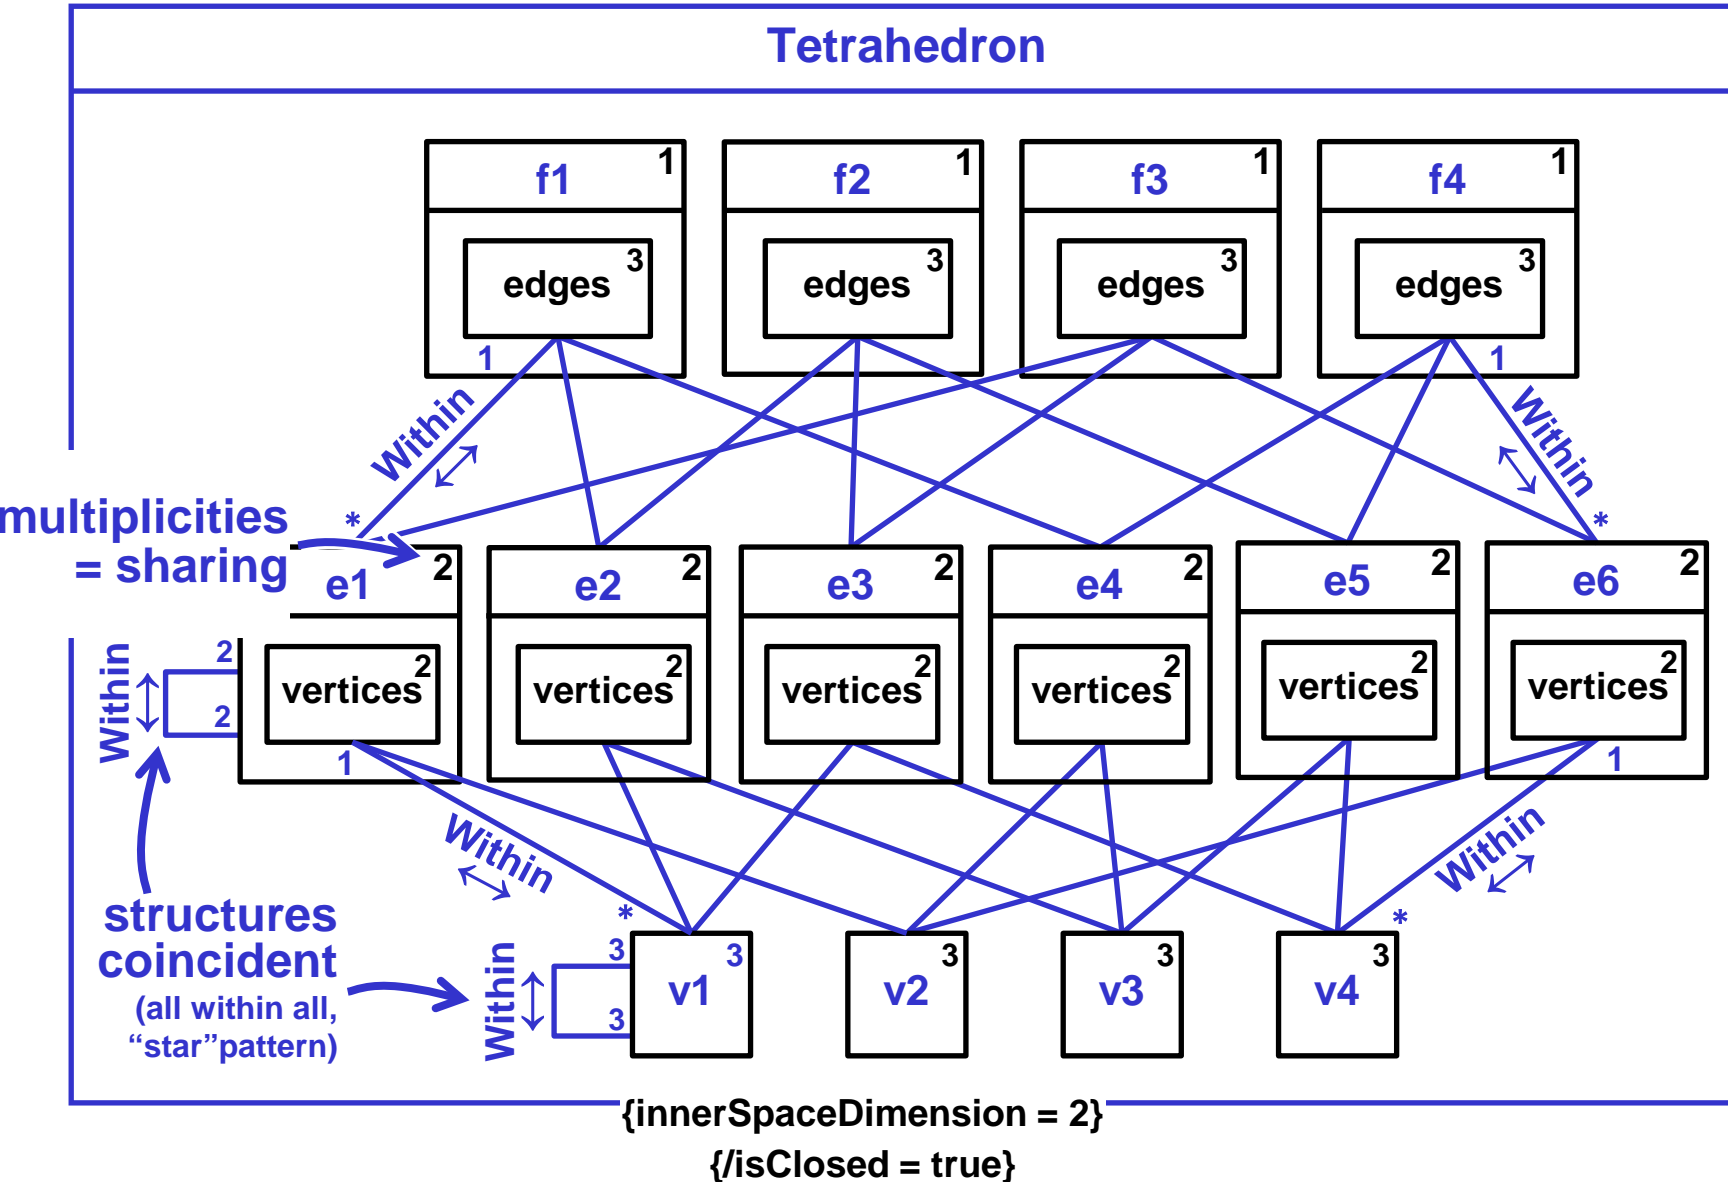 Tetrahedron
f1 1
f2 1
f3 1
f4 1
edges 3
edges 3
edges 3
edges 3
1
1
Within
Within
*
*
multiplicities
= sharing
e1 2
e2 2
e3 2
e4 2
e5 2
e6 2
vertices 2
vertices 2
vertices 2
vertices 2
vertices 2
vertices 2
2
2
Within
1
1
Within
Within
*
*
structures
coincident
(all within all,
“star”pattern)
3
3
Within
v1 3
v2 3
v3 3
v4 3
{innerSpaceDimension = 2}
{/isClosed = true}